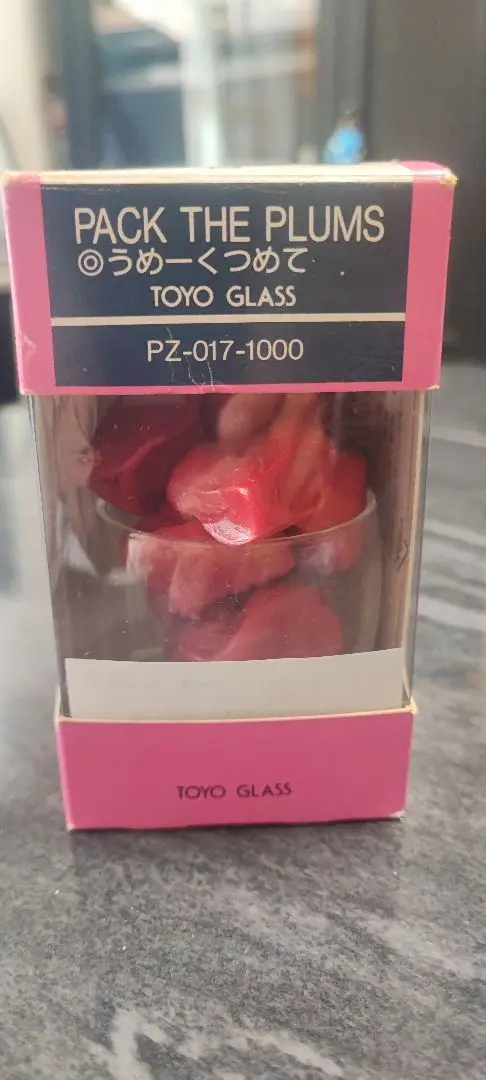 PACK THE PLUMS
◎うめーくつめて
TOYO GLASS
PZ-017-1000
TOYO GLASS